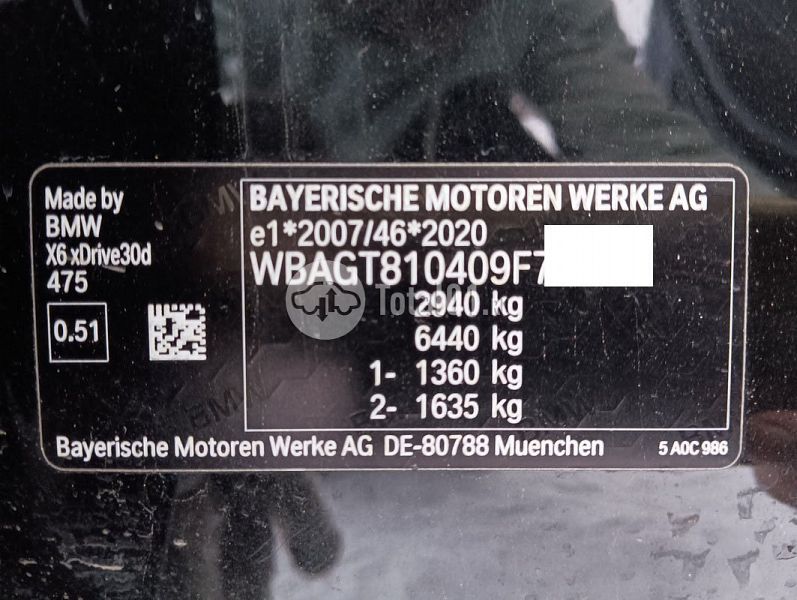 Made by
BMW
X6 xDrive30d
475
0.51
BAYERISCHE MOTOREN WERKE AG
e1*2007/46*2020
WBAGT810409F7
2940 kg
6440 kg
1- 1360 kg
2- 1635 kg
Bayerische Motoren Werke AG DE-80788 Muenchen
5 A0C 986